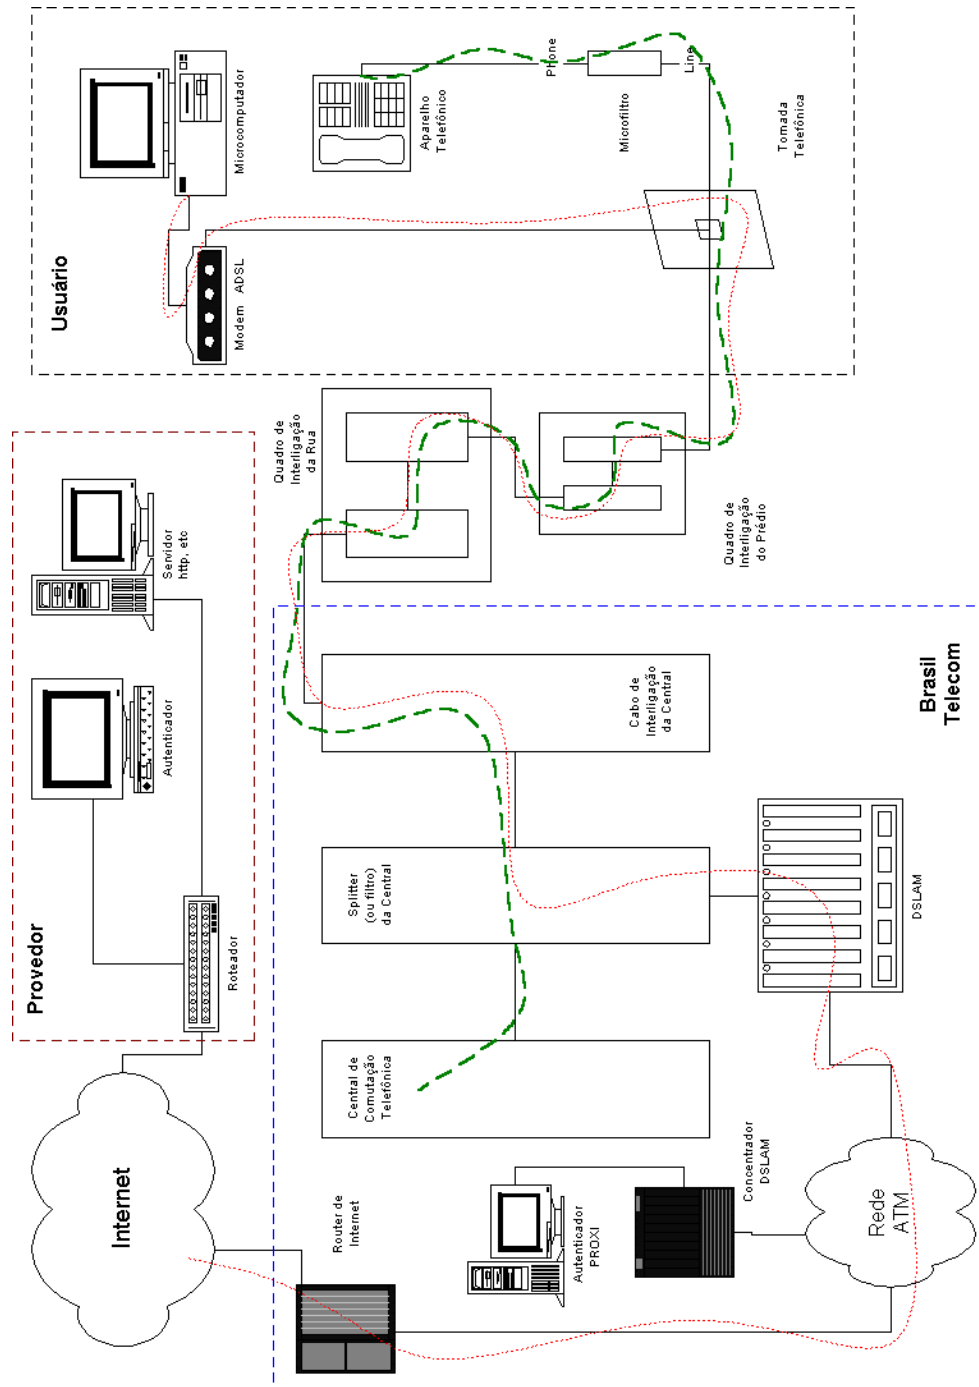 Usuário
Microcomputador
Modem ADSL
Aparelho
Telefônico
Phone
Line
Microfiltro
Tomada
Telefônica
Provedor
Servidor
http, etc
Autenticador
Roteador
Internet
Quadro de
Interligação
da Rua
Quadro de
Interligação
do Prédio
Brasil
Telecom
Cabo de
Interligação
da Central
Splitter
(ou filtro)
da Central
Central de
Comutação
Telefônica
DSLAM
Router de
Internet
Autenticador
PROXI
Concentrador
DSLAM
Rede
ATM